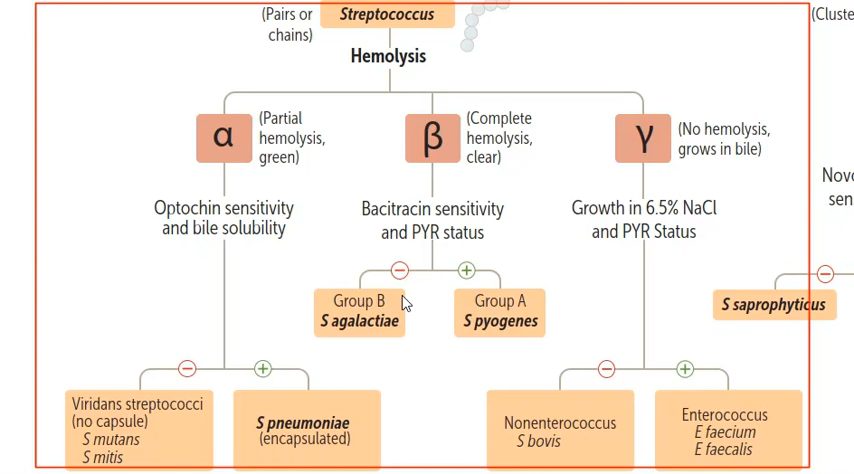 (Pairs or
chains)
Streptococcus
(Cluste
Hemolysis
α
(Partial
hemolysis,
green)
β
(Complete
hemolysis,
clear)
γ
(No hemolysis,
grows in bile)
Novo
sen
Optochin sensitivity
and bile solubility
Bacitracin sensitivity
and PYR status
Growth in 6.5% NaCl
and PYR Status
−
+
Group B
S agalactiae
Group A
S pyogenes
−
S saprophyticus
−
+
Viridans streptococci
(no capsule)
S mutans
S mitis
S pneumoniae
(encapsulated)
−
+
Nonenterococcus
S bovis
Enterococcus
E faecium
E faecalis